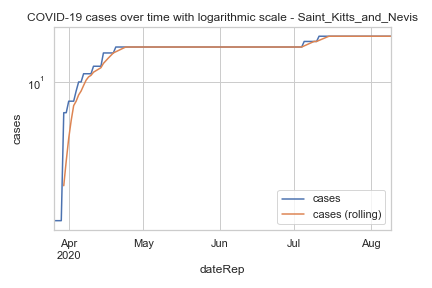 COVID-19 cases over time with logarithmic scale - Saint_Kitts_and_Nevis
10¹
cases
cases
cases (rolling)
Apr
2020
May
Jun
Jul
Aug
dateRep